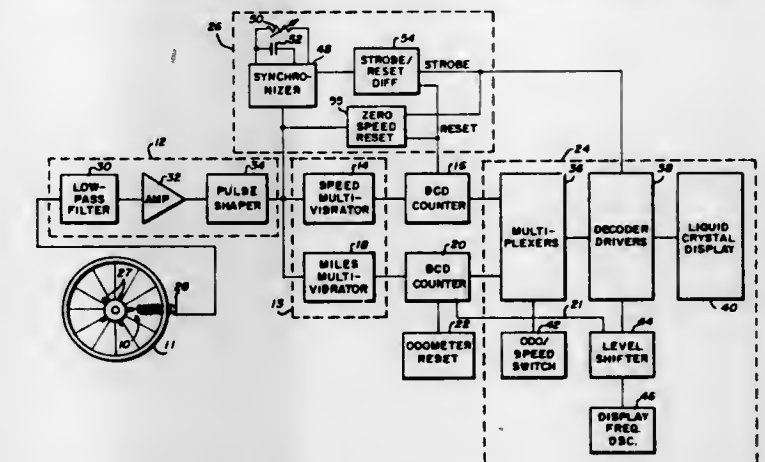 50
26
52
48
54
SYNCHRO-
NIZER
STROBE/
RESET
DIFF
STROBE
ZERO
SPEED
RESET
RESET
12
30
32
34
LOW-
PASS
FILTER
AMP
PULSE
SHAPER
14
SPEED
MULTI-
VIBRATOR
16
BCD
COUNTER
24
36
MULTI-
PLEXERS
38
DECODER
DRIVERS
LIQUID
CRYSTAL
DISPLAY
40
18
MILES
MULTI-
VIBRATOR
20
BCD
COUNTER
13
21
27
28
10
11
22
ODOMETER
RESET
42
ODO/
SPEED
SWITCH
44
LEVEL
SHIFTER
46
DISPLAY
FREQ.
OSC.